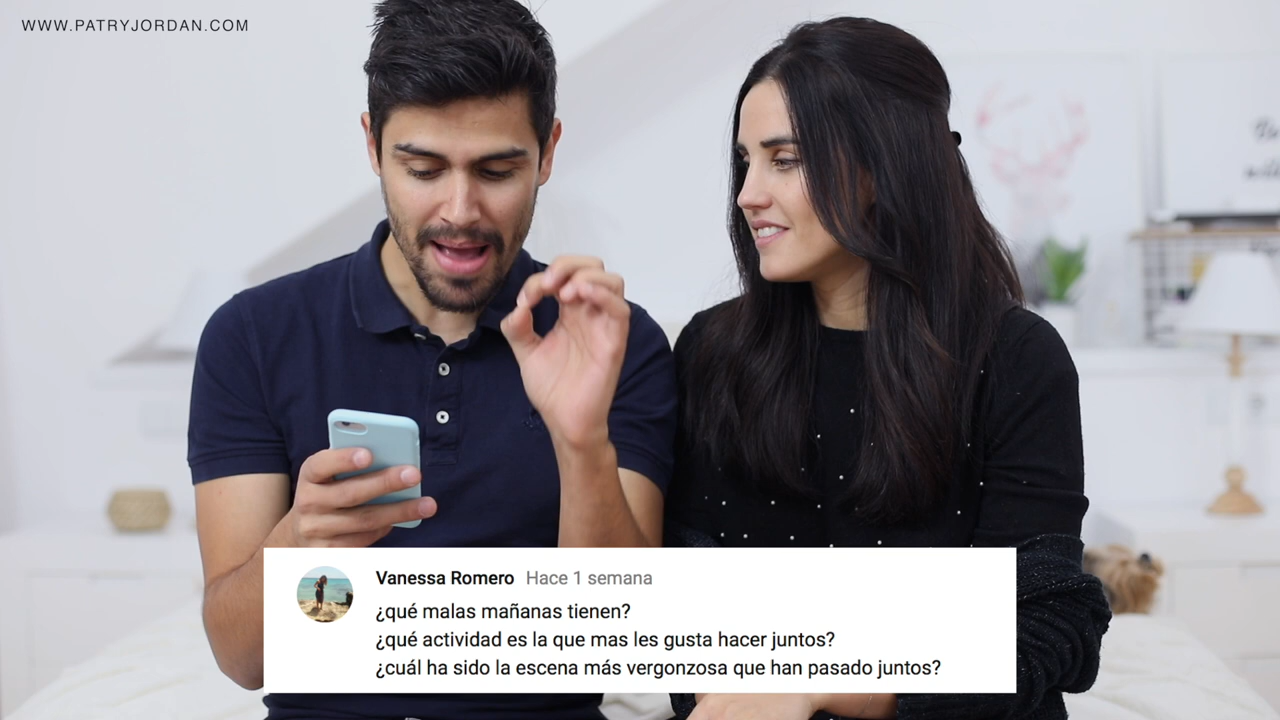 WWW.PATRYJORDAN.COM
Vanessa Romero Hace 1 semana
¿qué malas mañanas tienen?
¿qué actividad es la que mas les gusta hacer juntos?
¿cuál ha sido la escena más vergonzosa que han pasado juntos?